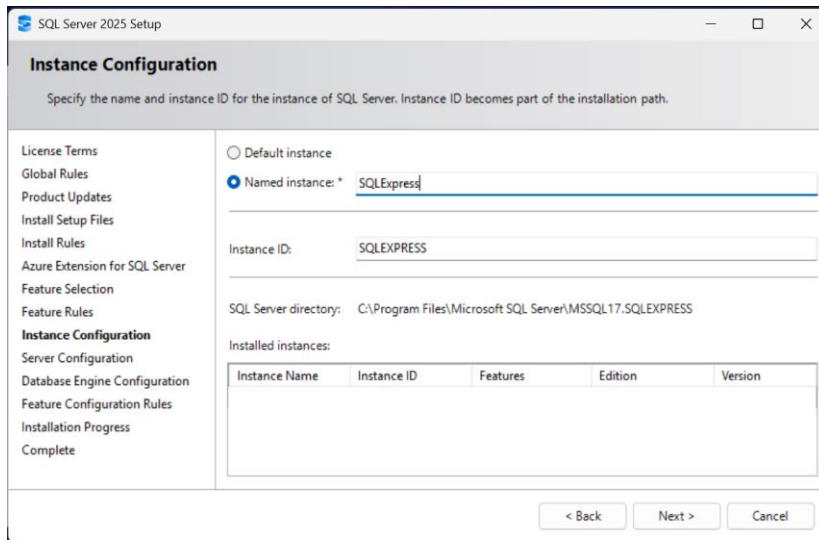 SQL Server 2025 Setup
Instance Configuration
Specify the name and instance ID for the instance of SQL Server. Instance ID becomes part of the installation path.
License Terms
Global Rules
Product Updates
Install Setup Files
Install Rules
Azure Extension for SQL Server
Feature Selection
Feature Rules
Instance Configuration
Server Configuration
Database Engine Configuration
Feature Configuration Rules
Installation Progress
Complete
Default instance
Named instance: * SQLExpress
Instance ID: SQLEXPRESS
SQL Server directory: C:\Program Files\Microsoft SQL Server\MSSQL17.SQLEXPRESS
Installed instances:
Instance Name Instance ID Features Edition Version
< Back Next > Cancel